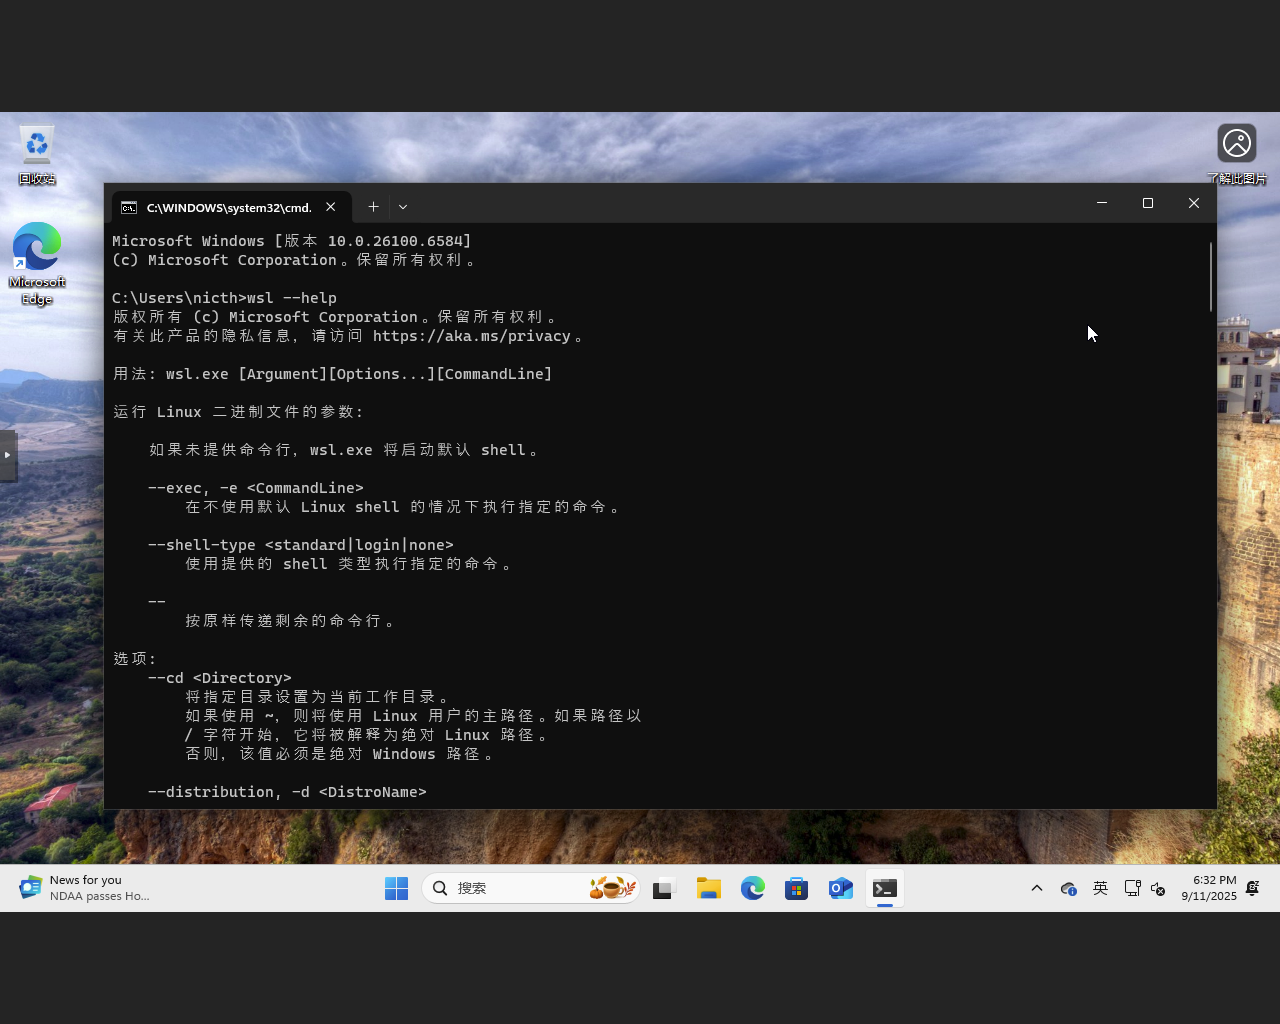 回收站
了解此图片
Microsoft
Edge
C:\WINDOWS\system32\cmd.
Microsoft Windows [版本 10.0.26100.6584]
(c) Microsoft Corporation。保留所有权利。
C:\Users\nicth>wsl --help
版权所有 (c) Microsoft Corporation。保留所有权利。
有关此产品的隐私信息，请访问 https://aka.ms/privacy。
用法: wsl.exe [Argument][Options...][CommandLine]
运行 Linux 二进制文件的参数:
如果未提供命令行，wsl.exe 将启动默认 shell。
--exec, -e <CommandLine>
在不使用默认 Linux shell 的情况下执行指定的命令。
--shell-type <standard|login|none>
使用提供的 shell 类型执行指定的命令。
--
按原样传递剩余的命令行。
选项:
--cd <Directory>
将指定目录设置为当前工作目录。
如果使用 ~，则将使用 Linux 用户的主路径。如果路径以
/ 字符开始，它将被解释为绝对 Linux 路径。
否则，该值必须是绝对 Windows 路径。
--distribution, -d <DistroName>
News for you
NDAA passes Ho...
搜索
英
6:32 PM
9/11/2025